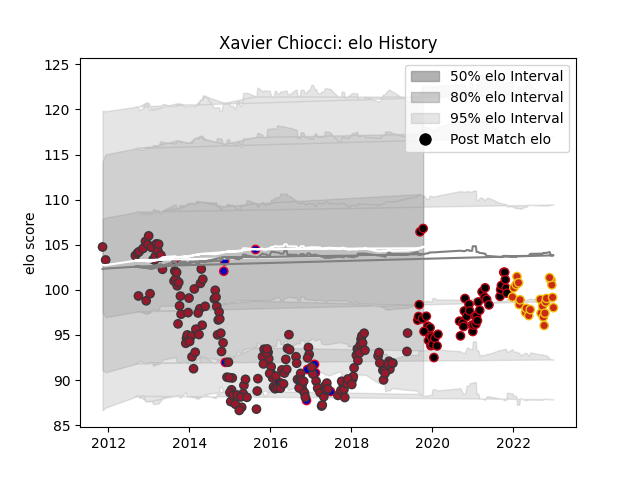 Xavier Chiocci: elo History
125
120
115
110
105
100
95
90
85
elo score
50% elo Interval
80% elo Interval
95% elo Interval
Post Match elo
2012 2014 2016 2018 2020 2022